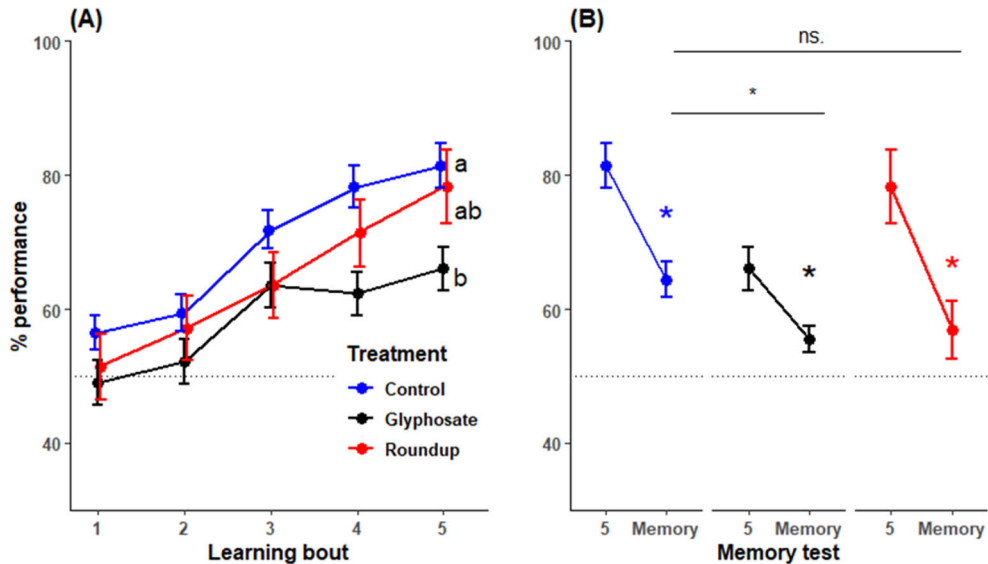 (A)
% performance
100
80
60
40
a
ab
b
Treatment
Control
Glyphosate
Roundup
1 2 3 4 5
Learning bout
(B)
100
80
60
40
ns.
*
*
*
*
5 Memory 5 Memory 5 Memory
Memory test